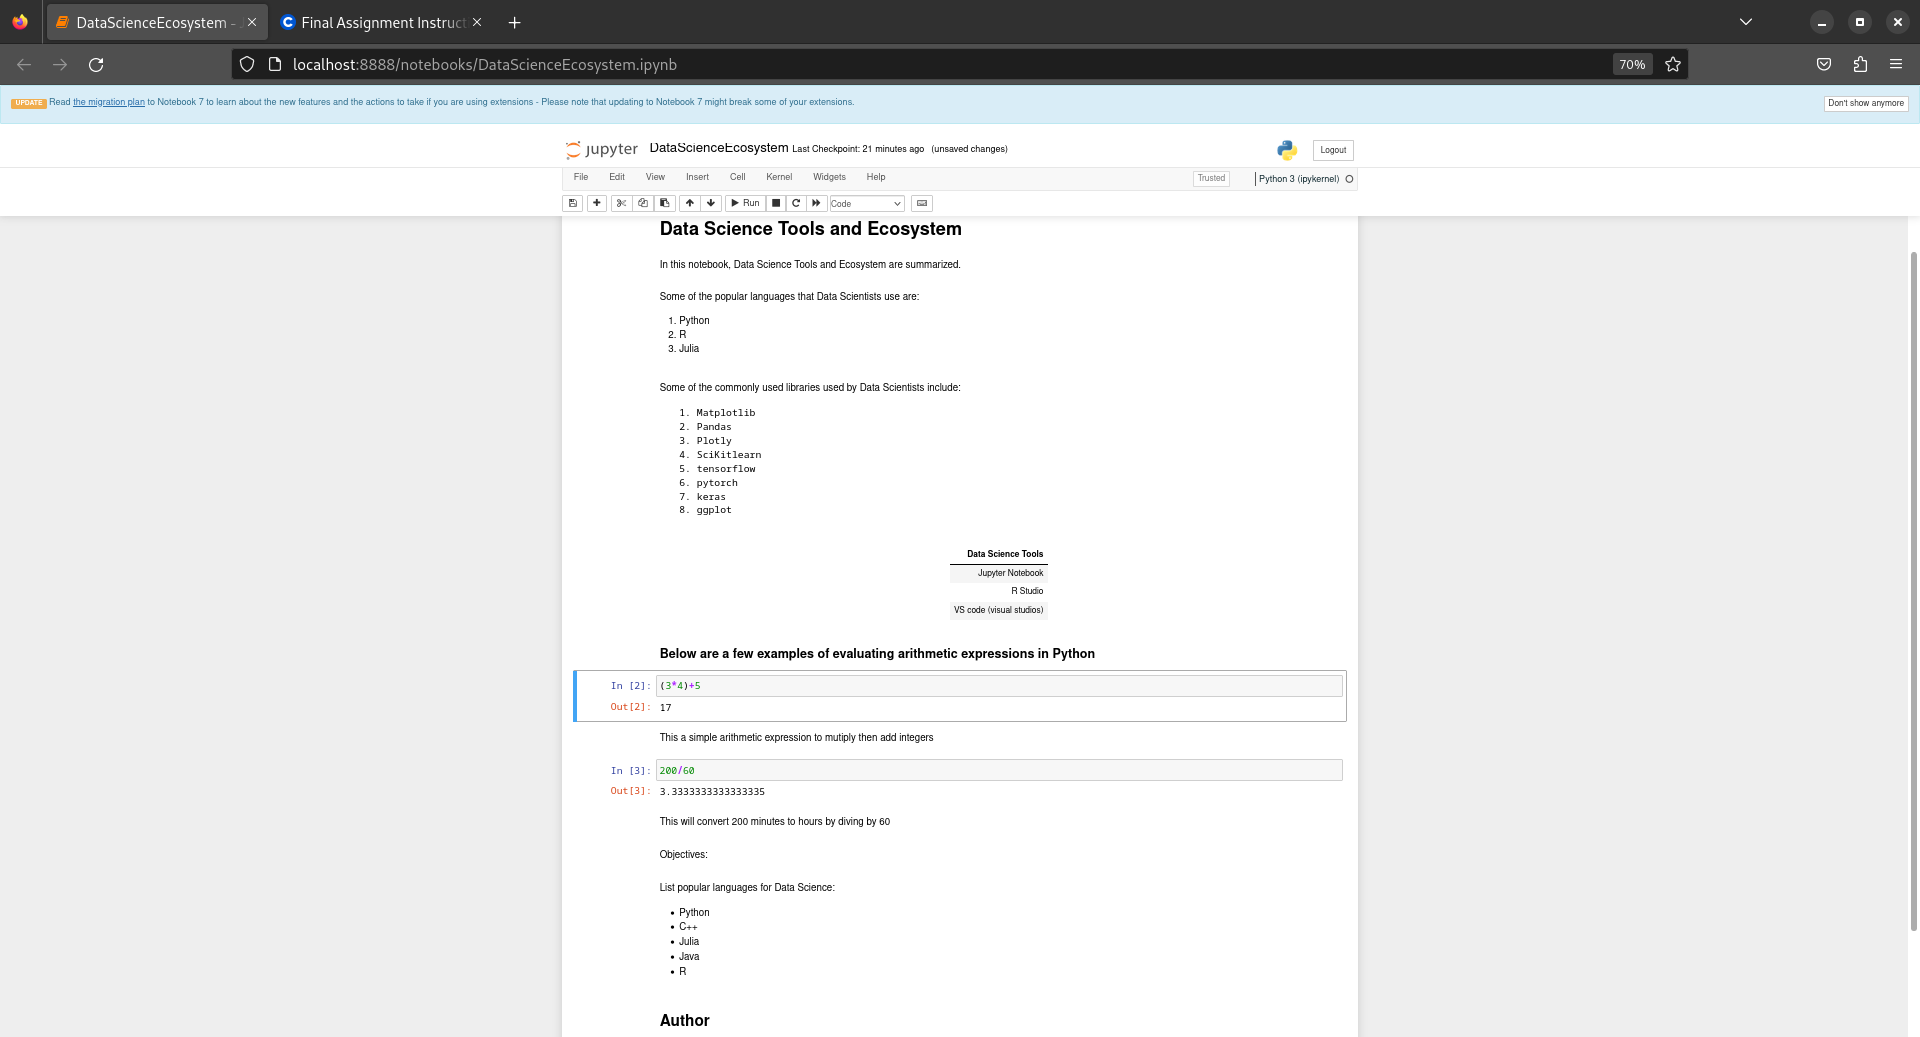 DataScienceEcosystem -
Final Assignment Instruct
localhost:8888/notebooks/DataScienceEcosystem.ipynb
70%
UPDATE Read the migration plan to Notebook 7 to learn about the new features and the actions to take if you are using extensions - Please note that updating to Notebook 7 might break some of your extensions.
Don't show anymore
jupyter DataScienceEcosystem Last Checkpoint: 21 minutes ago (unsaved changes)
Logout
File Edit View Insert Cell Kernel Widgets Help
Trusted
Python 3 (ipykernel)
Run
Code
Data Science Tools and Ecosystem
In this notebook, Data Science Tools and Ecosystem are summarized.
Some of the popular languages that Data Scientists use are:
1. Python
2. R
3. Julia
Some of the commonly used libraries used by Data Scientists include:
1. Matplotlib
2. Pandas
3. Plotly
4. SciKitlearn
5. tensorflow
6. pytorch
7. keras
8. ggplot
Data Science Tools
Jupyter Notebook
R Studio
VS code (visual studios)
Below are a few examples of evaluating arithmetic expressions in Python
In [2]: (3*4)+5
Out[2]: 17
This a simple arithmetic expression to mutiply then add integers
In [3]: 200/60
Out[3]: 3.3333333333333335
This will convert 200 minutes to hours by diving by 60
Objectives:
List popular languages for Data Science:
• Python
• C++
• Julia
• Java
• R
Author